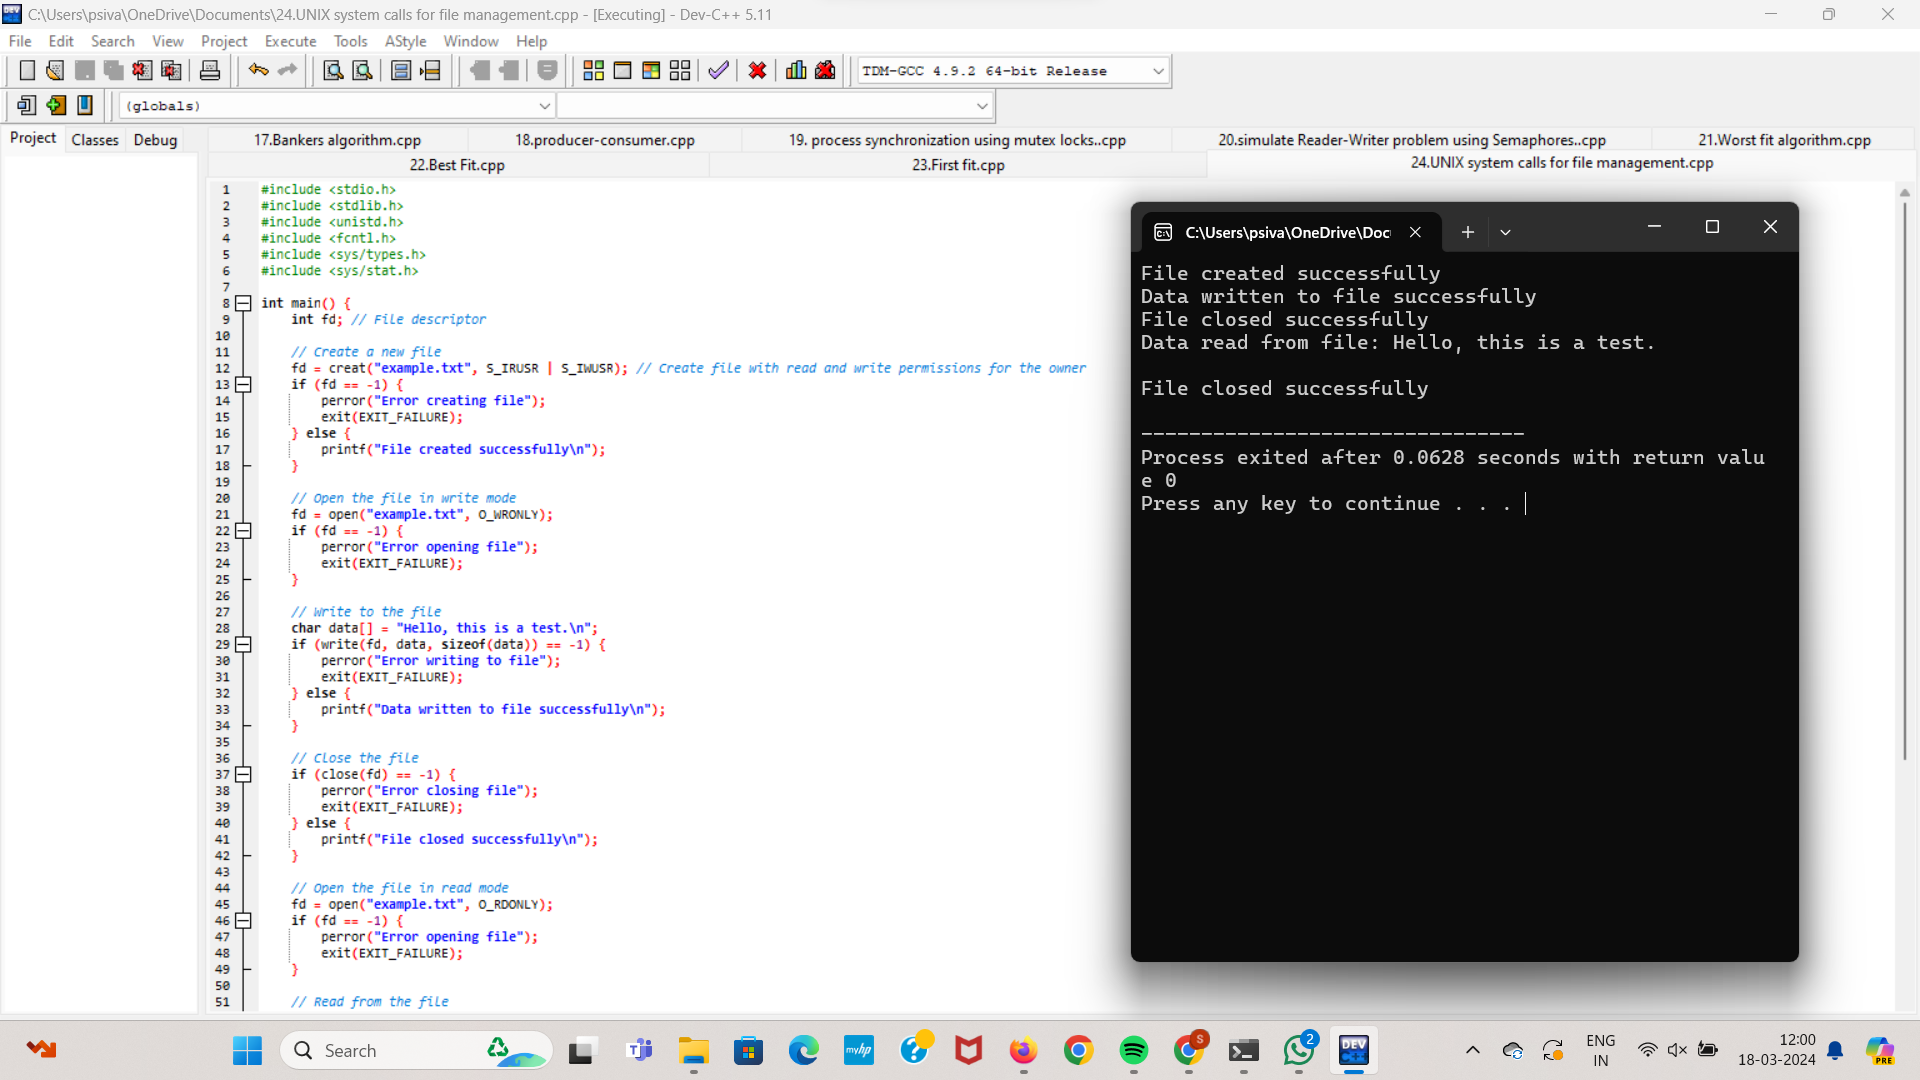 C:\Users\psiva\OneDrive\Documents\24.UNIX system calls for file management.cpp - [Executing] - Dev-C++ 5.11
File Edit Search View Project Execute Tools AStyle Window Help
TDM-GCC 4.9.2 64-bit Release
(globals)
Project Classes Debug
17.Bankers algorithm.cpp 18.producer-consumer.cpp 19. process synchronization using mutex locks..cpp 20.simulate Reader-Writer problem using Semaphores..cpp 21.Worst fit algorithm.cpp
22.Best Fit.cpp 23.First fit.cpp 24.UNIX system calls for file management.cpp
1 #include <stdio.h>
2 #include <stdlib.h>
3 #include <unistd.h>
4 #include <fcntl.h>
5 #include <sys/types.h>
6 #include <sys/stat.h>
7
8 int main() {
9 int fd; // File descriptor
10
11 // Create a new file
12 fd = creat("example.txt", S_IRUSR | S_IWUSR); // Create file with read and write permissions for the owner
13 if (fd == -1) {
14 perror("Error creating file");
15 exit(EXIT_FAILURE);
16 } else {
17 printf("File created successfully\n");
18 }
19
20 // Open the file in write mode
21 fd = open("example.txt", O_WRONLY);
22 if (fd == -1) {
23 perror("Error opening file");
24 exit(EXIT_FAILURE);
25 }
26
27 // Write to the file
28 char data[] = "Hello, this is a test.\n";
29 if (write(fd, data, sizeof(data)) == -1) {
30 perror("Error writing to file");
31 exit(EXIT_FAILURE);
32 } else {
33 printf("Data written to file successfully\n");
34 }
35
36 // Close the file
37 if (close(fd) == -1) {
38 perror("Error closing file");
39 exit(EXIT_FAILURE);
40 } else {
41 printf("File closed successfully\n");
42 }
43
44 // Open the file in read mode
45 fd = open("example.txt", O_RDONLY);
46 if (fd == -1) {
47 perror("Error opening file");
48 exit(EXIT_FAILURE);
49 }
50
51 // Read from the file
C:\Users\psiva\OneDrive\Doc
File created successfully
Data written to file successfully
File closed successfully
Data read from file: Hello, this is a test.
File closed successfully
--------------------------------
Process exited after 0.0628 seconds with return valu
e 0
Press any key to continue . . .
Search
myhp
S
2
DEV
C++
ENG
IN
12:00
18-03-2024
PRE